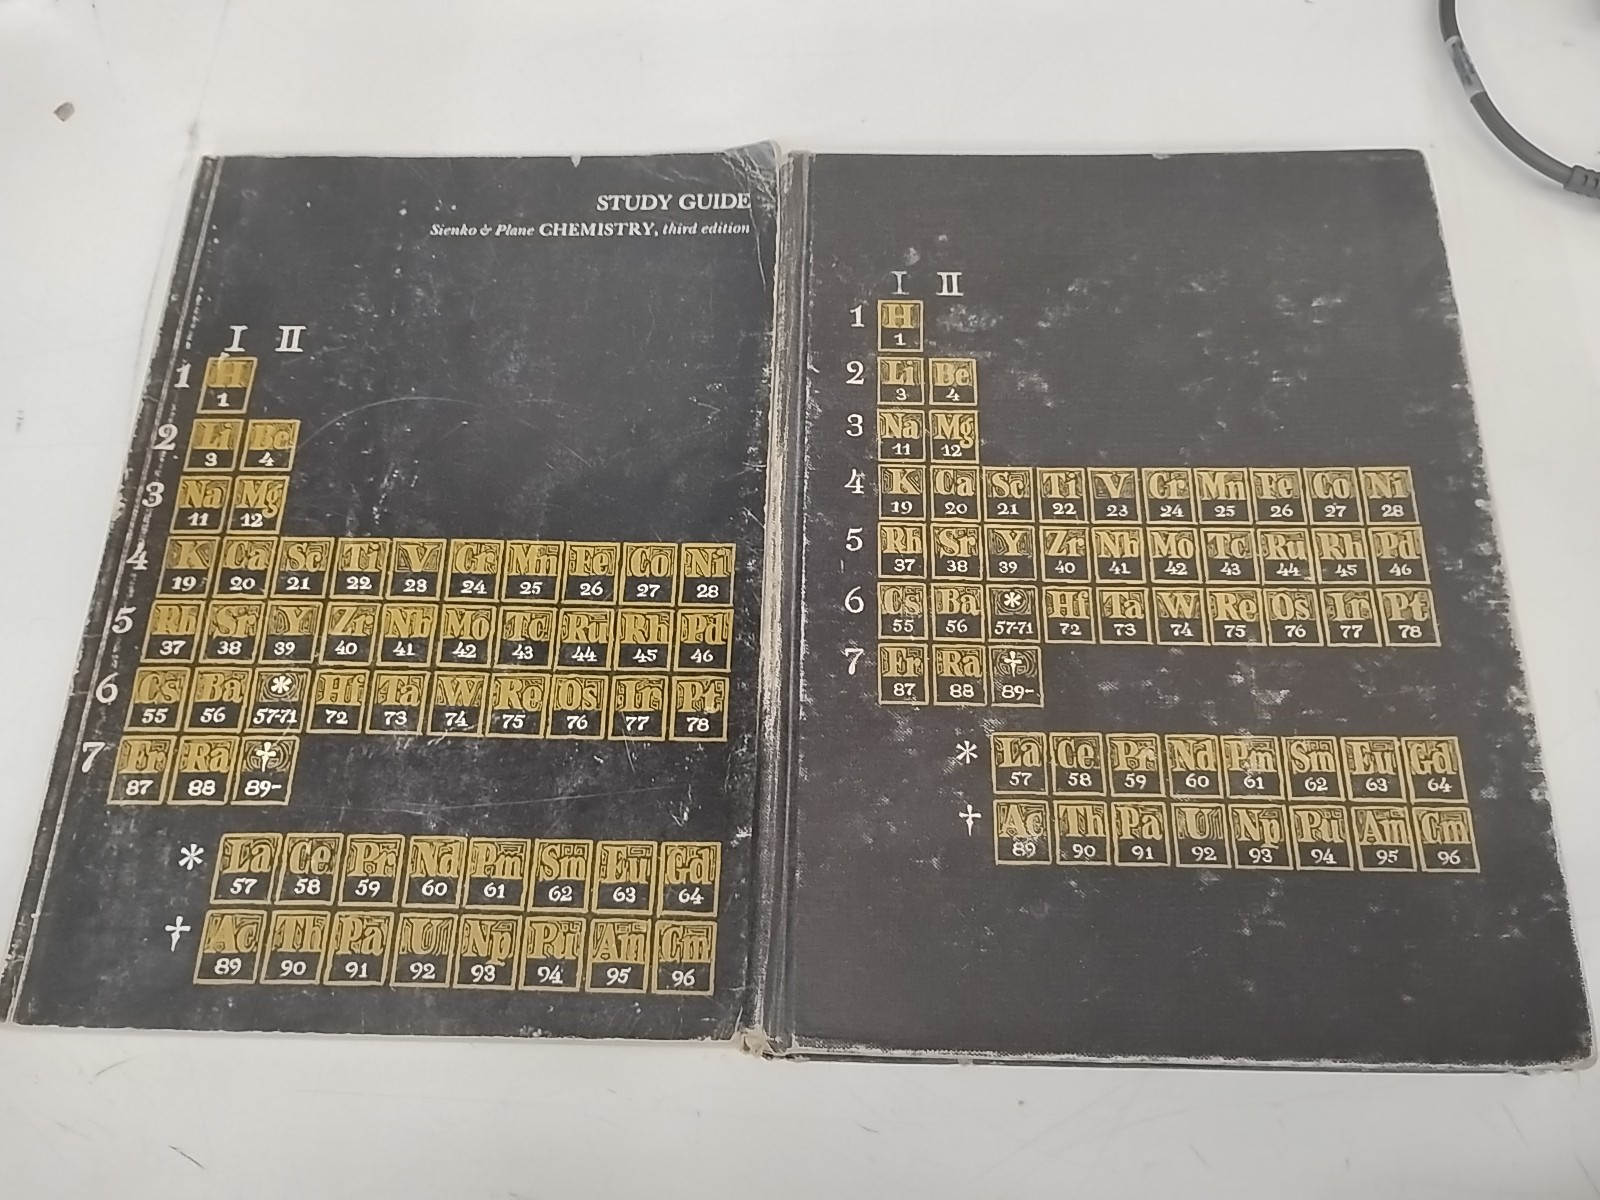 STUDY GUIDE
Sienko & Plane CHEMISTRY, third edition
I II
1 H
1
2 Li Be
3 4
3 Na Mg
11 12
4 K Ca Sc Ti V Cr Mn Fe Co Ni
19 20 21 22 23 24 25 26 27 28
5 Rb Sr Y Zr Nb Mo Tc Ru Rh Pd
37 38 39 40 41 42 43 44 45 46
6 Cs Ba * Hf Ta W Re Os Ir Pt
55 56 57-71 72 73 74 75 76 77 78
7 Fr Ra †
87 88 89-
* La Ce Pr Nd Pm Sm Eu Gd
57 58 59 60 61 62 63 64
† Ac Th Pa U Np Pu Am Cm
89 90 91 92 93 94 95 96
I II
1 H
1
2 Li Be
3 4
3 Na Mg
11 12
4 K Ca Sc Ti V Cr Mn Fe Co Ni
19 20 21 22 23 24 25 26 27 28
5 Rb Sr Y Zr Nb Mo Tc Ru Rh Pd
37 38 39 40 41 42 43 44 45 46
6 Cs Ba * Hf Ta W Re Os Ir Pt
55 56 57-71 72 73 74 75 76 77 78
7 Fr Ra †
87 88 89-
* La Ce Pr Nd Pm Sm Eu Gd
57 58 59 60 61 62 63 64
† Ac Th Pa U Np Pu Am Cm
89 90 91 92 93 94 95 96